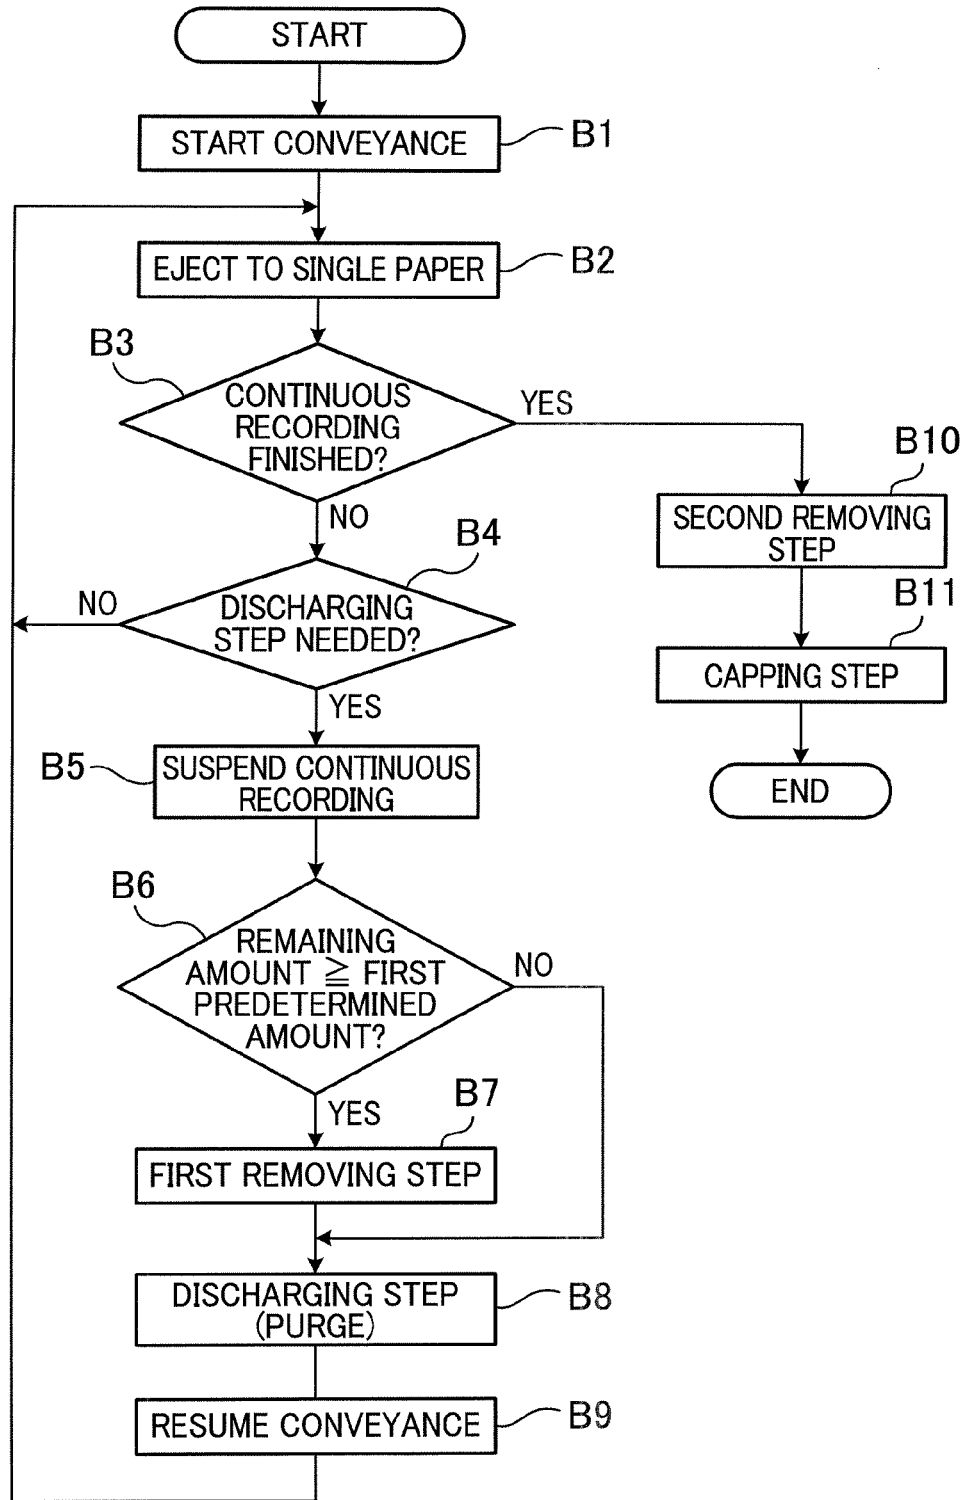 START
START CONVEYANCE
B1
EJECT TO SINGLE PAPER
B2
B3
CONTINUOUS
RECORDING
FINISHED?
YES
NO
B10
SECOND REMOVING
STEP
B4
DISCHARGING
STEP NEEDED?
NO
YES
B11
CAPPING STEP
END
B5
SUSPEND CONTINUOUS
RECORDING
B6
REMAINING
AMOUNT ≧ FIRST
PREDETERMINED
AMOUNT?
NO
YES
B7
FIRST REMOVING STEP
DISCHARGING STEP
(PURGE)
B8
RESUME CONVEYANCE
B9